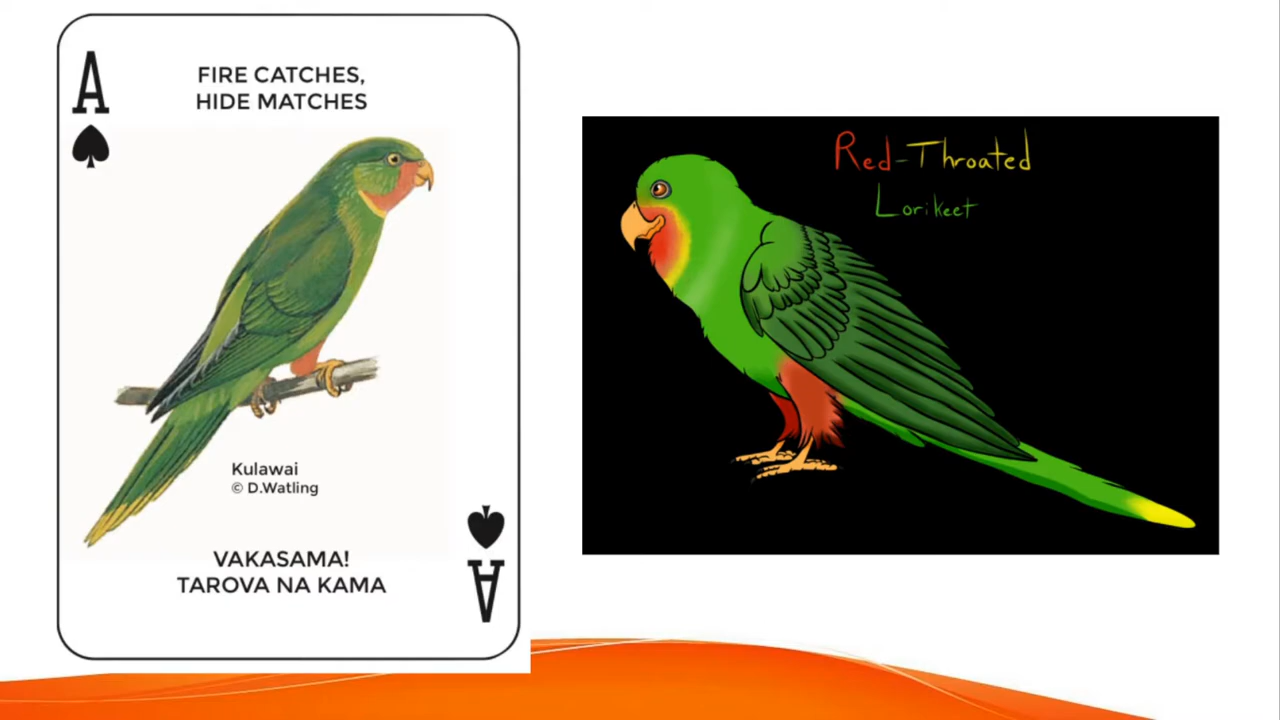 A
FIRE CATCHES,
HIDE MATCHES
Kulawai
© D.Watling
VAKASAMA!
TAROVA NA KAMA
A
Red-Throated
Lorikeet